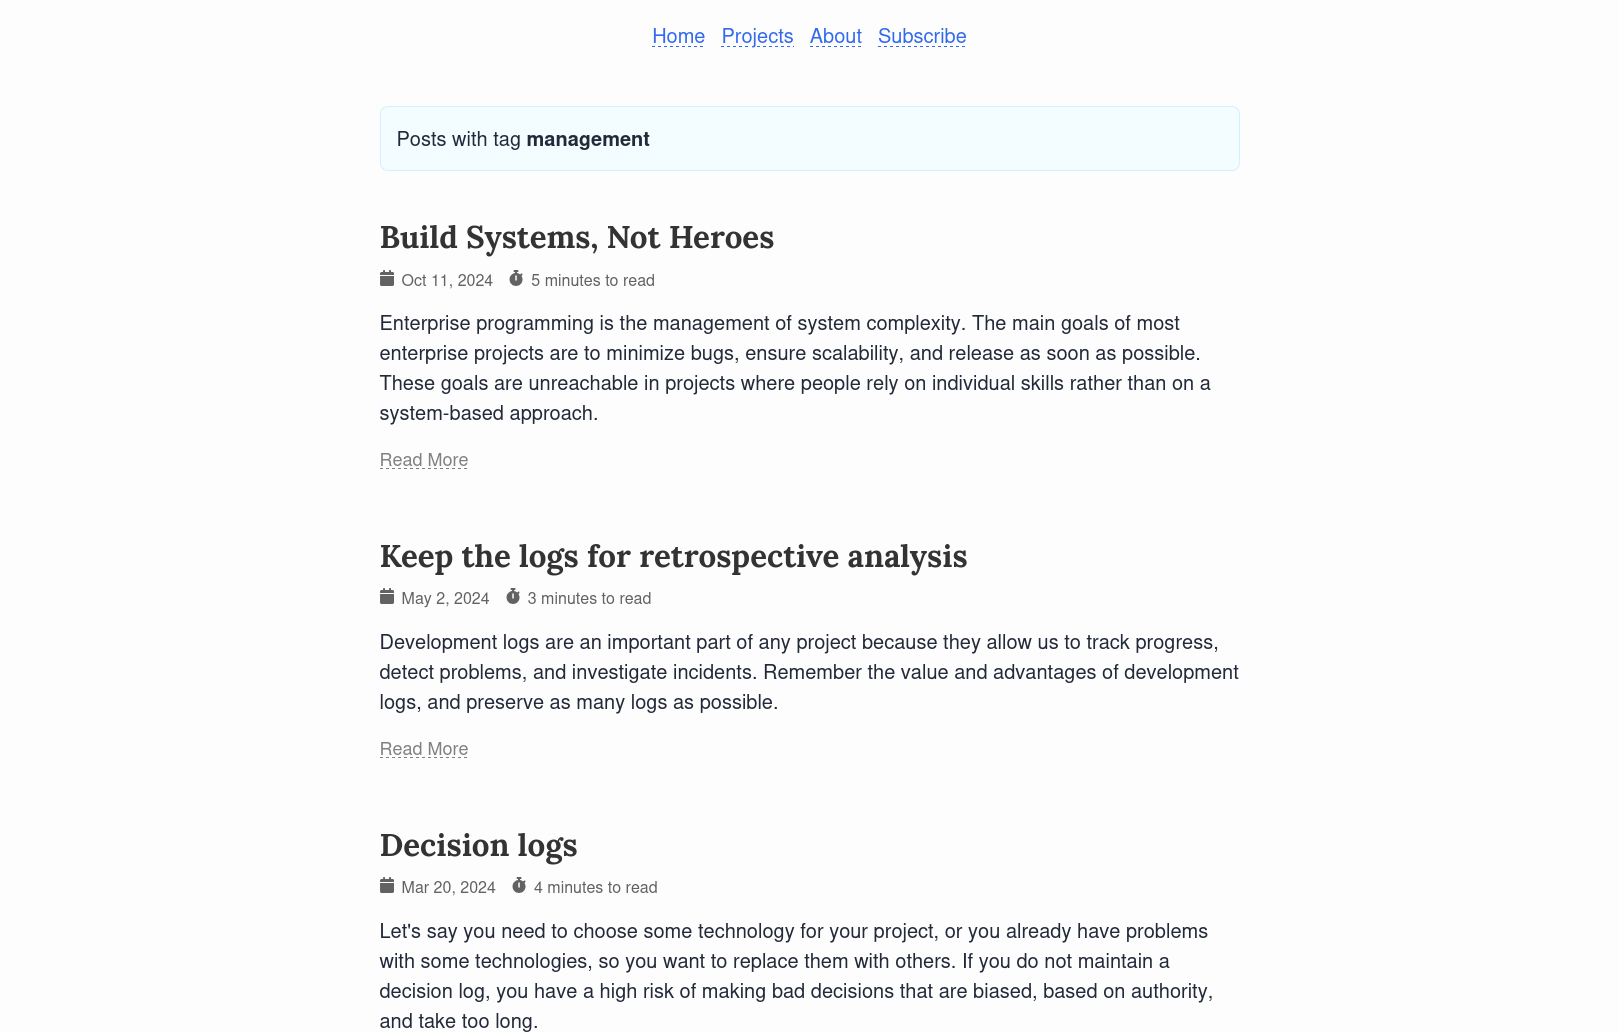 Home Projects About Subscribe
Posts with tag management
Build Systems, Not Heroes
Oct 11, 2024 5 minutes to read
Enterprise programming is the management of system complexity. The main goals of most
enterprise projects are to minimize bugs, ensure scalability, and release as soon as possible.
These goals are unreachable in projects where people rely on individual skills rather than on a
system-based approach.
Read More
Keep the logs for retrospective analysis
May 2, 2024 3 minutes to read
Development logs are an important part of any project because they allow us to track progress,
detect problems, and investigate incidents. Remember the value and advantages of development
logs, and preserve as many logs as possible.
Read More
Decision logs
Mar 20, 2024 4 minutes to read
Let's say you need to choose some technology for your project, or you already have problems
with some technologies, so you want to replace them with others. If you do not maintain a
decision log, you have a high risk of making bad decisions that are biased, based on authority,
and take too long.